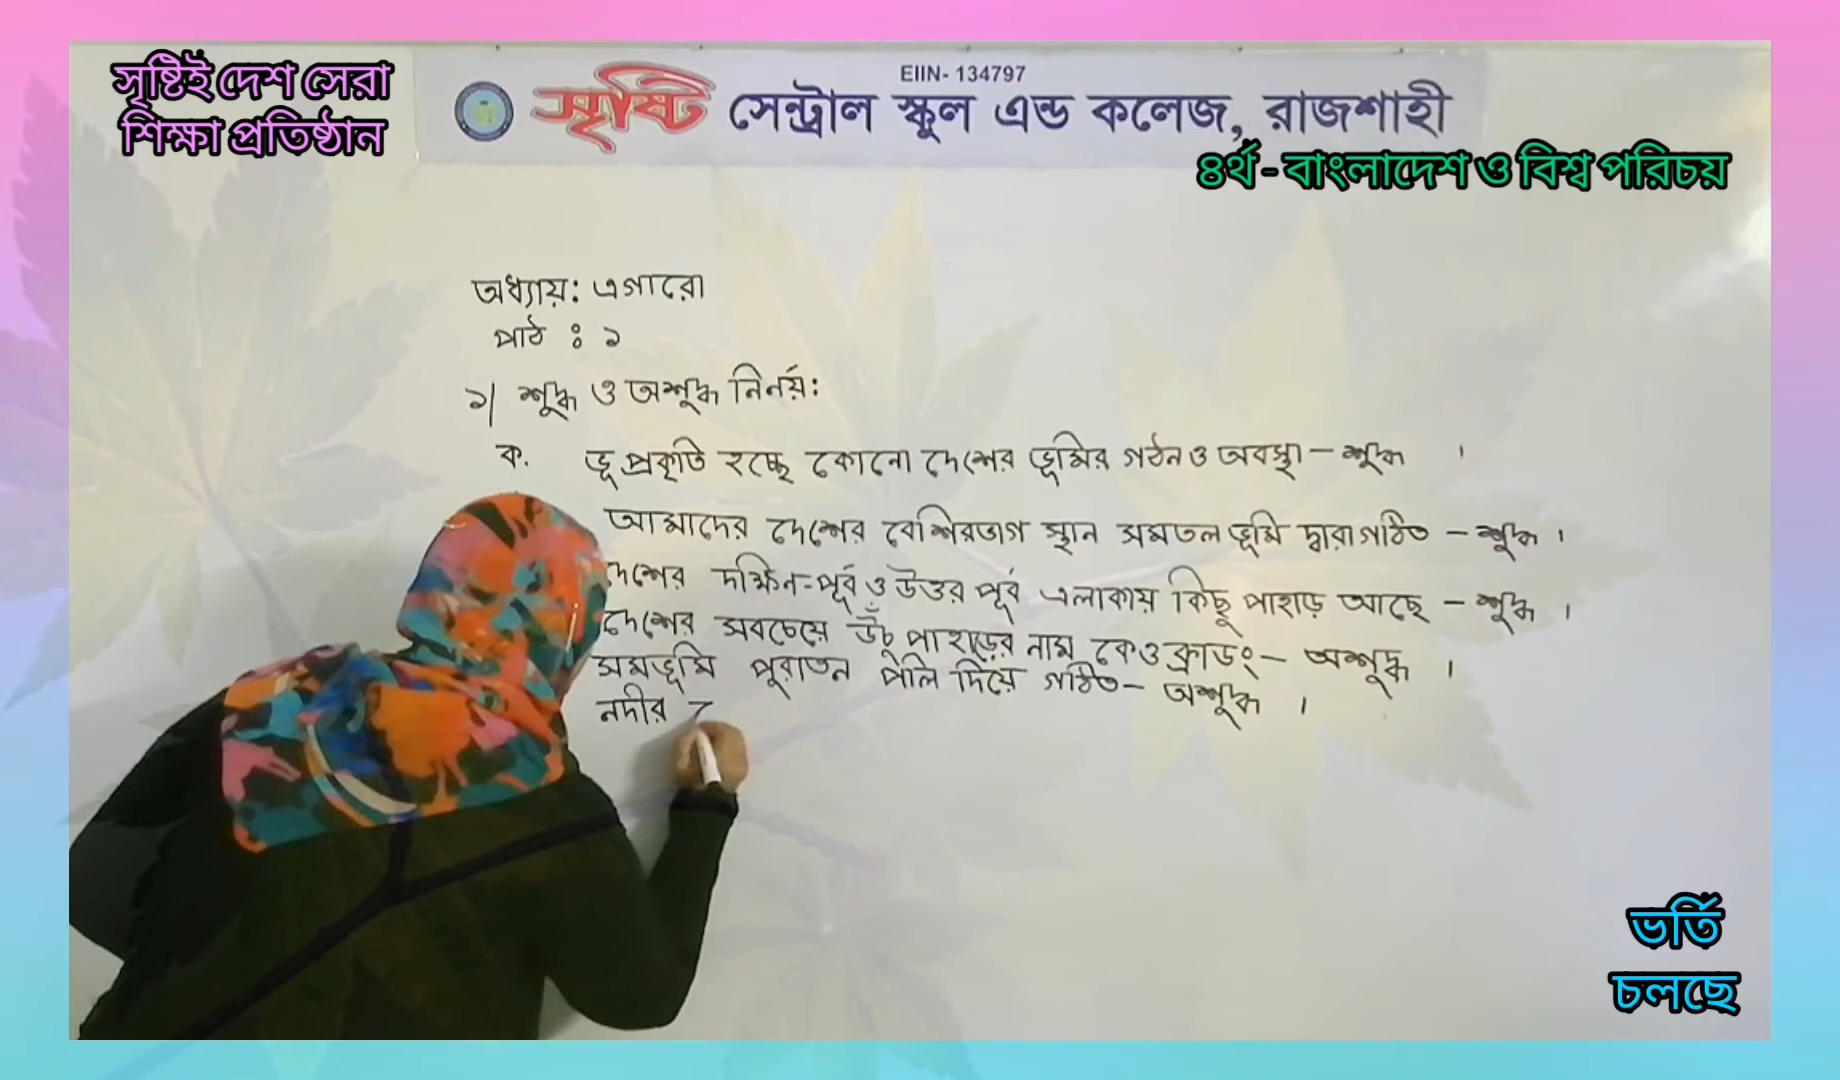 সৃষ্টিই দেশ সেরা
শিক্ষা প্রতিষ্ঠান
EIIN- 134797
সৃষ্টি সেন্ট্রাল স্কুল এন্ড কলেজ, রাজশাহী
৪র্থ - বাংলাদেশ ও বিশ্ব পরিচয়
অধ্যায়: এগারো
পাঠ ঃ ১
১| শুদ্ধ ও অশুদ্ধ নির্নয়:
ক. ভূ প্রকৃতি হচ্ছে কোনো দেশের ভূমির গঠন ও অবস্থা – শুদ্ধ ।
আমাদের দেশের বেশিরভাগ স্থান সমতল ভূমি দ্বারা গঠিত – শুদ্ধ ।
দেশের দক্ষিন-পূর্ব ও উত্তর পূর্ব এলাকায় কিছু পাহাড় আছে – শুদ্ধ ।
দেশের সবচেয়ে উঁচু পাহাড়ের নাম কেওক্রাডং – অশুদ্ধ ।
সমভূমি পুরাতন পলি দিয়ে গঠিত – অশুদ্ধ ।
নদীর
ভর্তি
চলছে